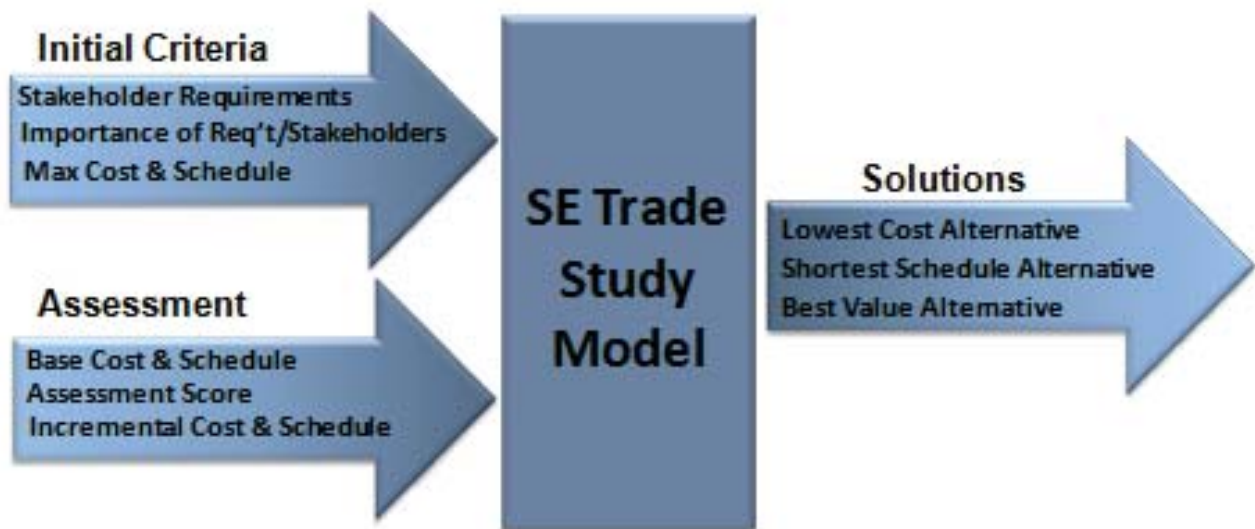 Initial Criteria
Stakeholder Requirements
Importance of Req't/Stakeholders
Max Cost & Schedule
Assessment
Base Cost & Schedule
Assessment Score
Incremental Cost & Schedule
SE Trade
Study
Model
Solutions
Lowest Cost Alternative
Shortest Schedule Alternative
Best Value Alternative